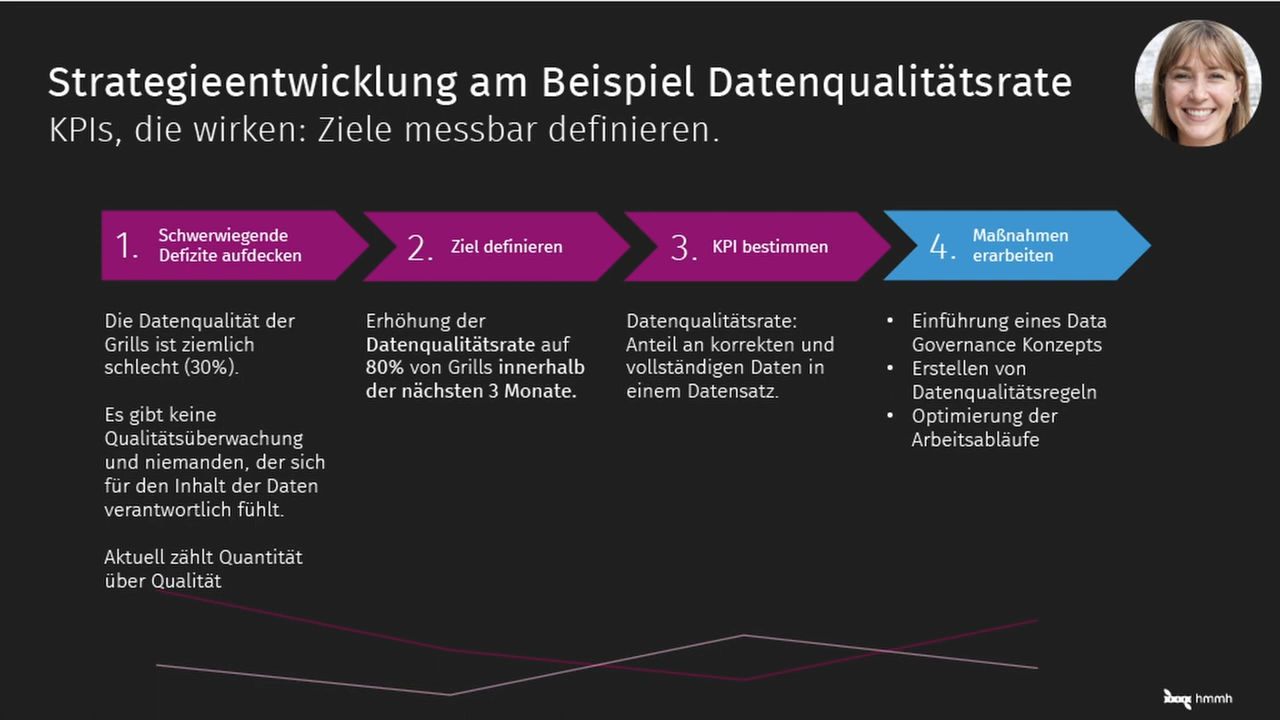 Strategieentwicklung am Beispiel Datenqualitätsrate
KPIs, die wirken: Ziele messbar definieren.
1. Schwerwiegende
Defizite aufdecken
2. Ziel definieren
3. KPI bestimmen
4. Maßnahmen
erarbeiten
Die Datenqualität der
Grills ist ziemlich
schlecht (30%).
Es gibt keine
Qualitätsüberwachung
und niemanden, der sich
für den Inhalt der Daten
verantwortlich fühlt.
Aktuell zählt Quantität
über Qualität
Erhöhung der
Datenqualitätsrate auf
80% von Grills innerhalb
der nächsten 3 Monate.
Datenqualitätsrate:
Anteil an korrekten und
vollständigen Daten in
einem Datensatz.
• Einführung eines Data
Governance Konzepts
• Erstellen von
Datenqualitätsregeln
• Optimierung der
Arbeitsabläufe
hmmh